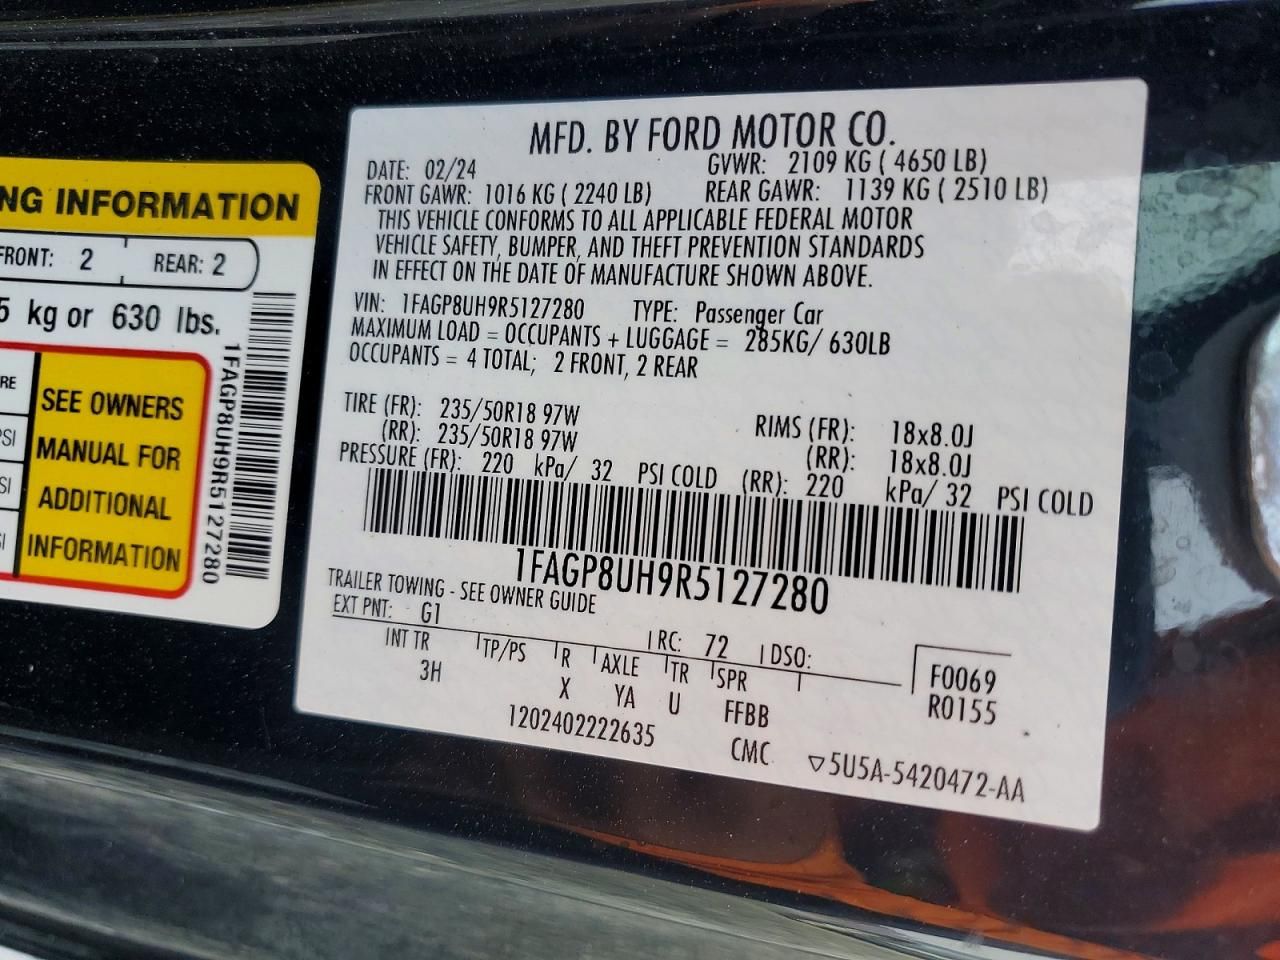 NG INFORMATION
FRONT: 2 REAR: 2
5 kg or 630 lbs.
RE
PSI
SI
SI
SEE OWNERS
MANUAL FOR
ADDITIONAL
INFORMATION
1FAGP8UH9R5127280
MFD. BY FORD MOTOR CO.
DATE: 02/24 GVWR: 2109 KG ( 4650 LB)
FRONT GAWR: 1016 KG ( 2240 LB) REAR GAWR: 1139 KG ( 2510 LB)
THIS VEHICLE CONFORMS TO ALL APPLICABLE FEDERAL MOTOR
VEHICLE SAFETY, BUMPER, AND THEFT PREVENTION STANDARDS
IN EFFECT ON THE DATE OF MANUFACTURE SHOWN ABOVE.
VIN: 1FAGP8UH9R5127280 TYPE: Passenger Car
MAXIMUM LOAD = OCCUPANTS + LUGGAGE = 285KG/ 630LB
OCCUPANTS = 4 TOTAL; 2 FRONT, 2 REAR
TIRE (FR): 235/50R18 97W RIMS (FR): 18x8.0J
(RR): 235/50R18 97W (RR): 18x8.0J
PRESSURE (FR): 220 kPa/ 32 PSI COLD (RR): 220 kPa/ 32 PSI COLD
1FAGP8UH9R5127280
TRAILER TOWING - SEE OWNER GUIDE
EXT PNT: G1 RC: 72 DSO:
INT TR TP/PS R AXLE TR SPR F0069
3H X YA U FFBB R0155
1202402222635 CMC ▽5U5A-5420472-AA